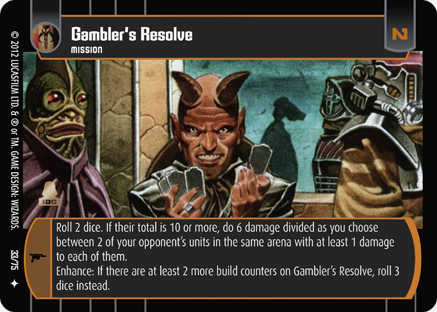 Gambler's Resolve
MISSION
N
© 2012 LUCASFILM LTD. & ® or TM. GAME DESIGN: WIZARDS.
33/75
Roll 2 dice. If their total is 10 or more, do 6 damage divided as you choose
between 2 of your opponent's units in the same arena with at least 1 damage
to each of them.
Enhance: If there are at least 2 more build counters on Gambler's Resolve, roll 3
dice instead.